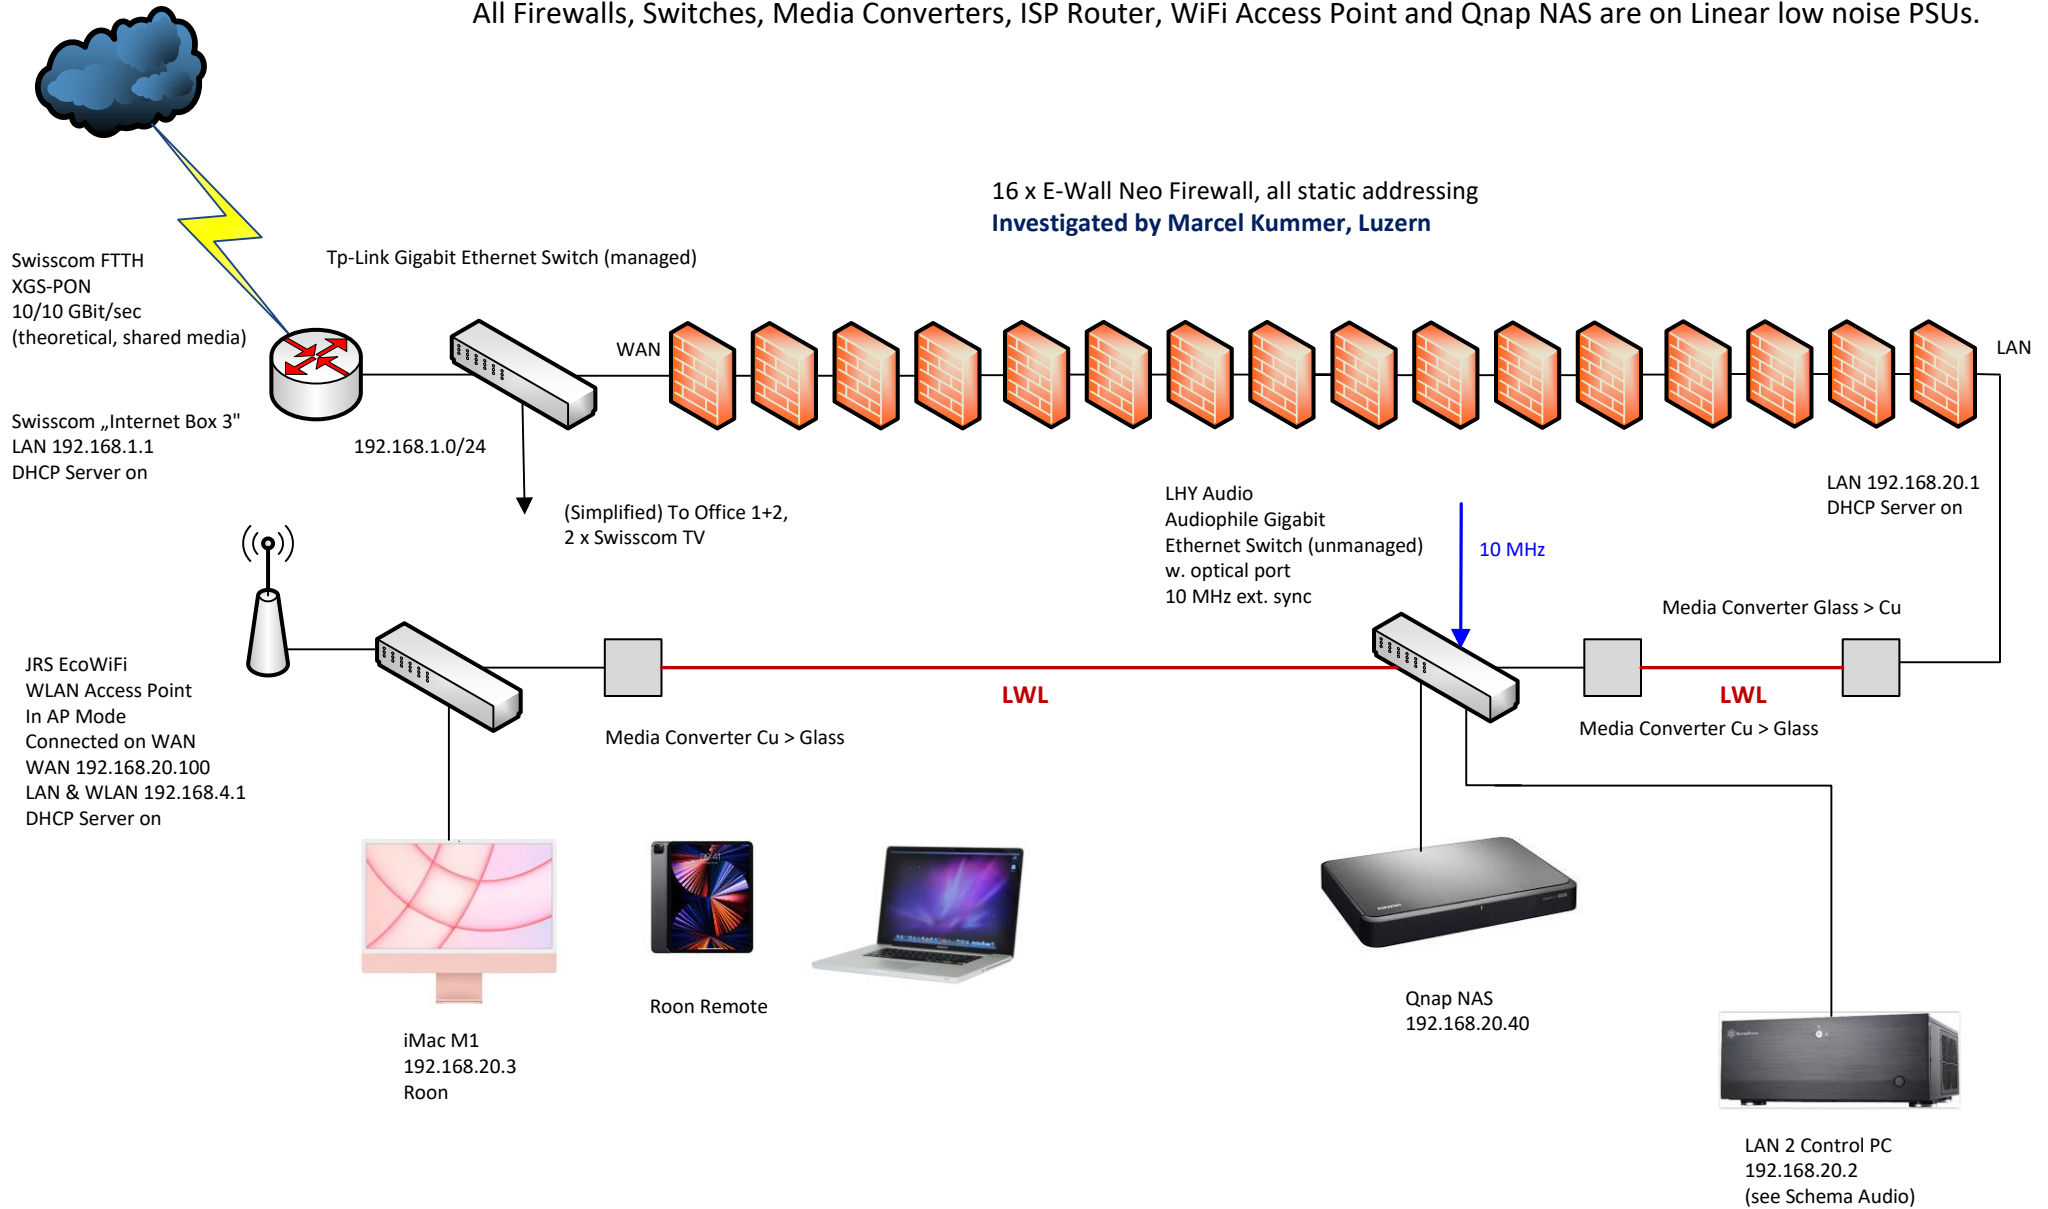 All Firewalls, Switches, Media Converters, ISP Router, WiFi Access Point and Qnap NAS are on Linear low noise PSUs.
16 x E-Wall Neo Firewall, all static addressing
Investigated by Marcel Kummer, Luzern
Swisscom FTTH
XGS-PON
10/10 GBit/sec
(theoretical, shared media)
Tp-Link Gigabit Ethernet Switch (managed)
WAN
LAN
Swisscom „Internet Box 3"
LAN 192.168.1.1
DHCP Server on
192.168.1.0/24
(Simplified) To Office 1+2,
2 x Swisscom TV
LHY Audio
Audiophile Gigabit
Ethernet Switch (unmanaged)
w. optical port
10 MHz ext. sync
10 MHz
LAN 192.168.20.1
DHCP Server on
Media Converter Glass > Cu
LWL
Media Converter Cu > Glass
LWL
Media Converter Cu > Glass
JRS EcoWiFi
WLAN Access Point
In AP Mode
Connected on WAN
WAN 192.168.20.100
LAN & WLAN 192.168.4.1
DHCP Server on
iMac M1
192.168.20.3
Roon
Roon Remote
Qnap NAS
192.168.20.40
LAN 2 Control PC
192.168.20.2
(see Schema Audio)